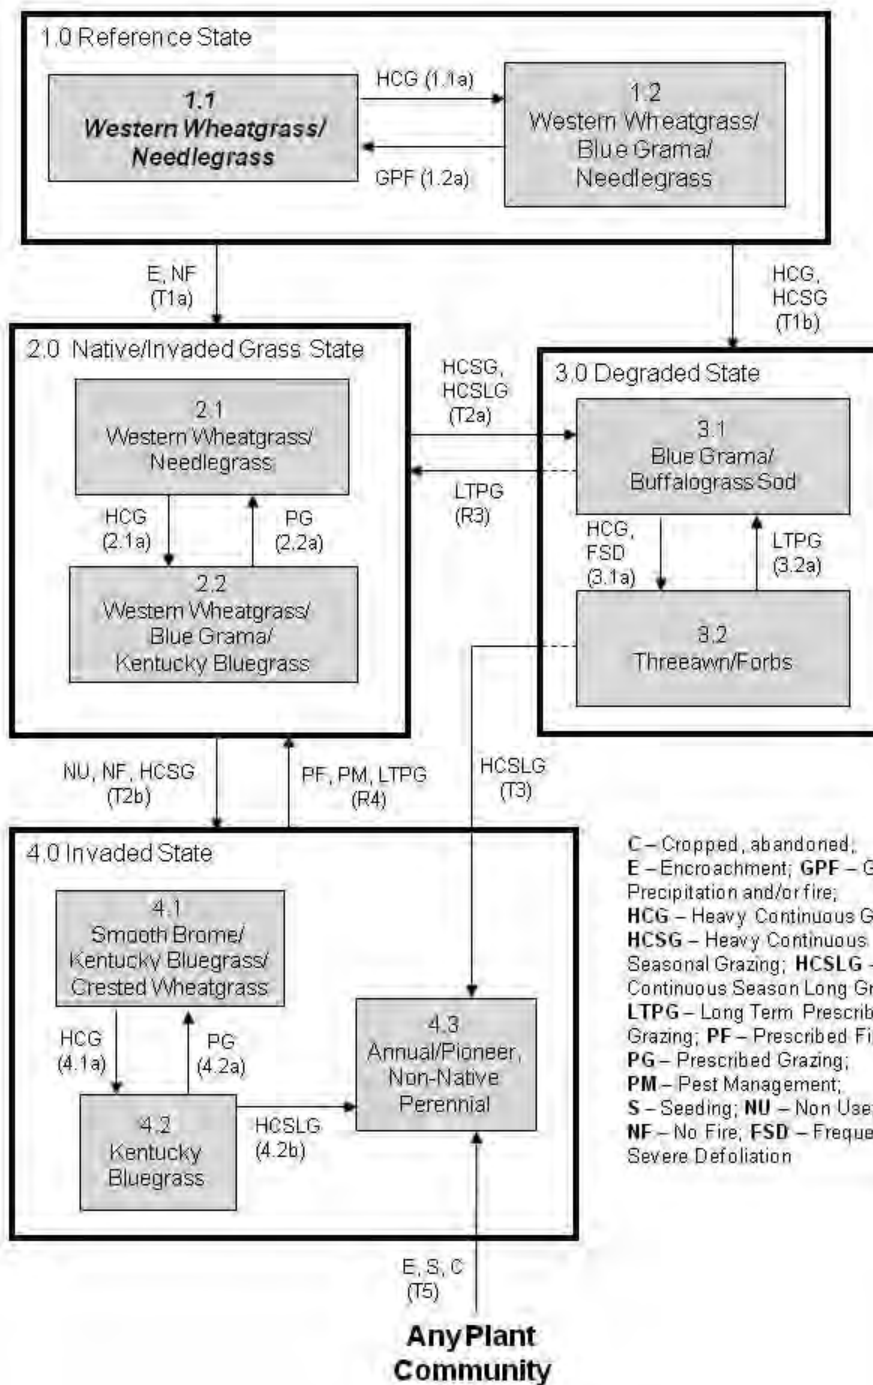 1.0 Reference State
1.1
Western Wheatgrass/
Needlegrass
HCG (1.1a)
GPF (1.2a)
1.2
Western Wheatgrass/
Blue Grama/
Needlegrass
E, NF
(T1a)
HCG,
HCSG
(T1b)
2.0 Native/Invaded Grass State
2.1
Western Wheatgrass/
Needlegrass
HCG
(2.1a)
PG
(2.2a)
2.2
Western Wheatgrass/
Blue Grama/
Kentucky Bluegrass
HCSG,
HCSLG
(T2a)
LTPG
(R3)
3.0 Degraded State
3.1
Blue Grama/
Buffalograss Sod
HCG,
FSD
(3.1a)
LTPG
(3.2a)
3.2
Threeawn/Forbs
NU, NF, HCSG
(T2b)
PF, PM, LTPG
(R4)
HCSLG
(T3)
4.0 Invaded State
4.1
Smooth Brome/
Kentucky Bluegrass/
Crested Wheatgrass
HCG
(4.1a)
PG
(4.2a)
4.2
Kentucky
Bluegrass
HCSLG
(4.2b)
4.3
Annual/Pioneer,
Non-Native
Perennial
E, S, C
(T5)
Any Plant
Community
C – Cropped, abandoned;
E – Encroachment; GPF –
Precipitation and/or fire;
HCG – Heavy Continuous
HCSG – Heavy Continuous
Seasonal Grazing; HCSLG –
Continuous Season Long
LTPG – Long Term
Grazing; PF – Prescribed
PG – Prescribed Grazing;
PM – Pest Management;
S – Seeding; NU – Non Use
NF – No Fire; FSD –
Severe Defoliation